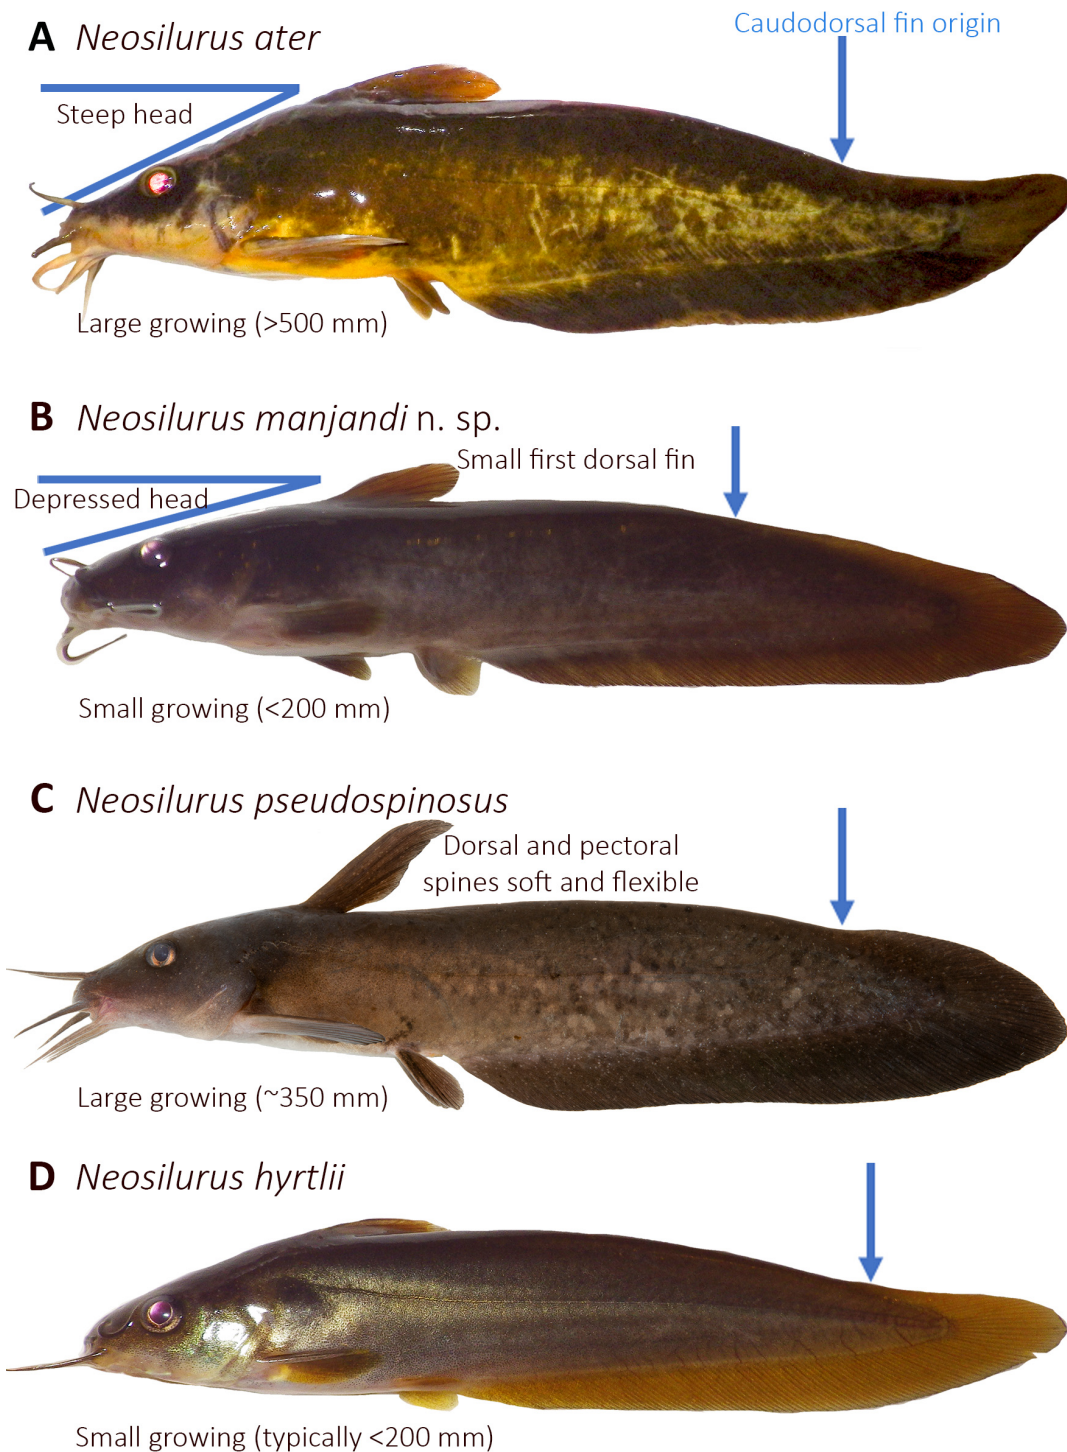 A Neosilurus ater
Caudodorsal fin origin
Steep head
Large growing (>500 mm)
B Neosilurus manjandi n. sp.
Small first dorsal fin
Depressed head
Small growing (<200 mm)
C Neosilurus pseudospinosus
Dorsal and pectoral
spines soft and flexible
Large growing (~350 mm)
D Neosilurus hyrtlii
Small growing (typically <200 mm)